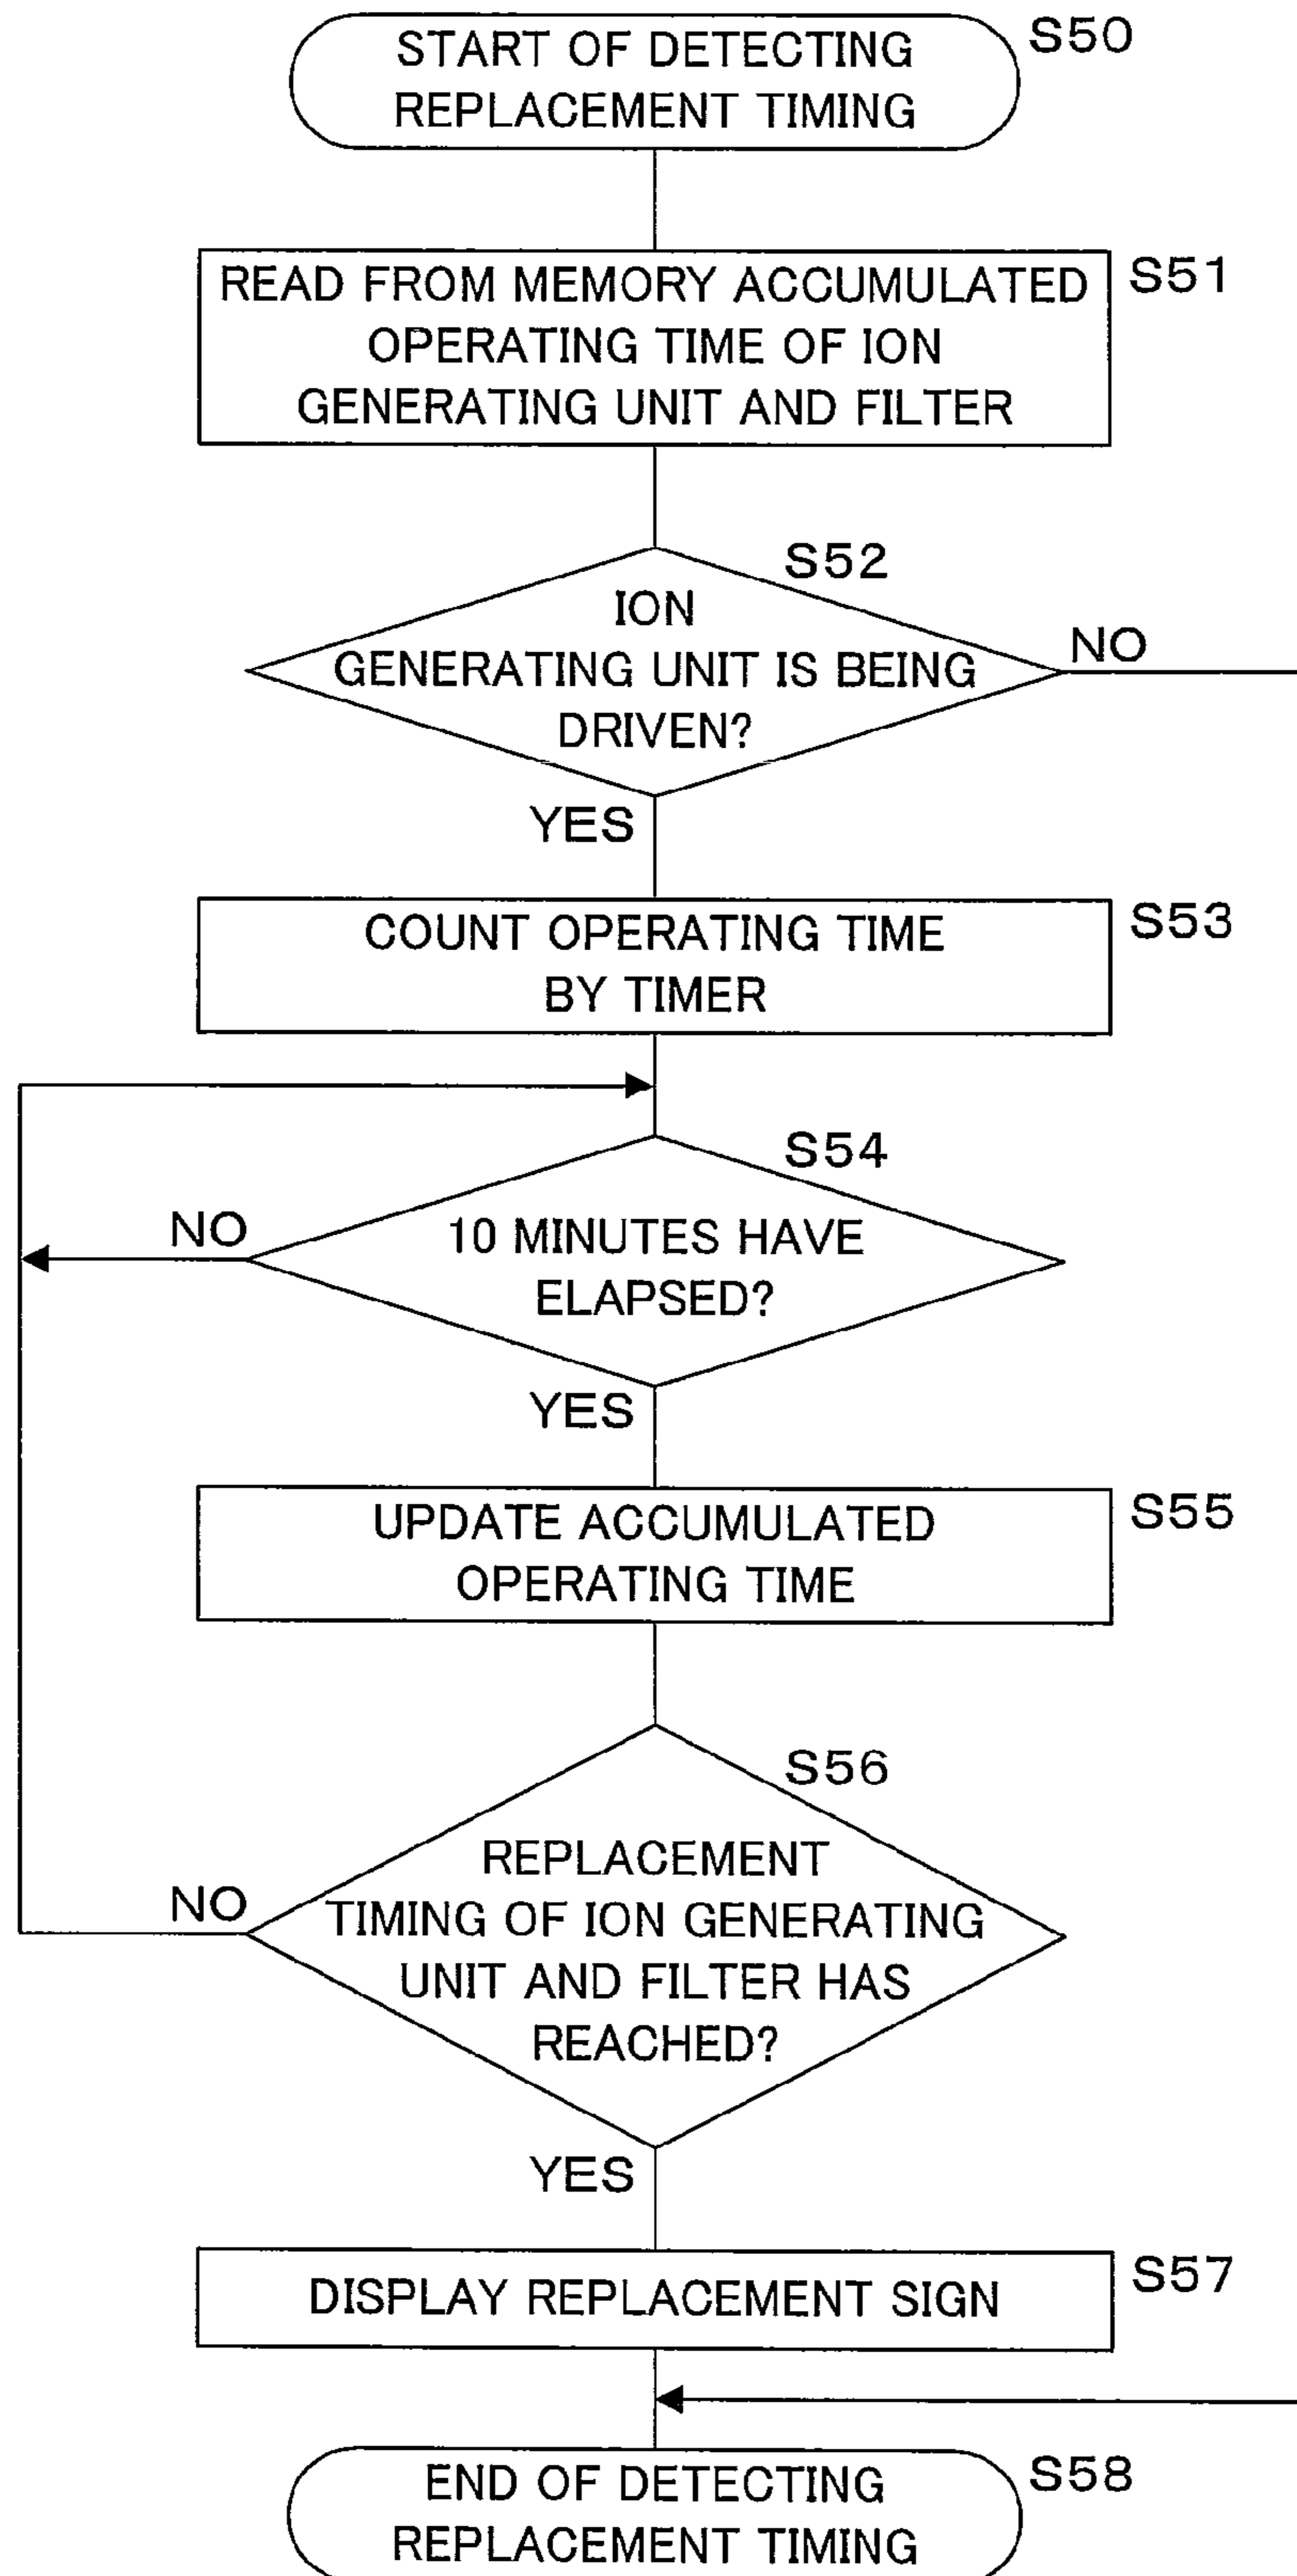 START OF DETECTING
REPLACEMENT TIMING
S50
READ FROM MEMORY ACCUMULATED
OPERATING TIME OF ION
GENERATING UNIT AND FILTER
S51
S52
ION
GENERATING UNIT IS BEING
DRIVEN?
NO
YES
COUNT OPERATING TIME
BY TIMER
S53
S54
NO
10 MINUTES HAVE
ELAPSED?
YES
UPDATE ACCUMULATED
OPERATING TIME
S55
S56
NO
REPLACEMENT
TIMING OF ION GENERATING
UNIT AND FILTER HAS
REACHED?
YES
DISPLAY REPLACEMENT SIGN
S57
END OF DETECTING
REPLACEMENT TIMING
S58